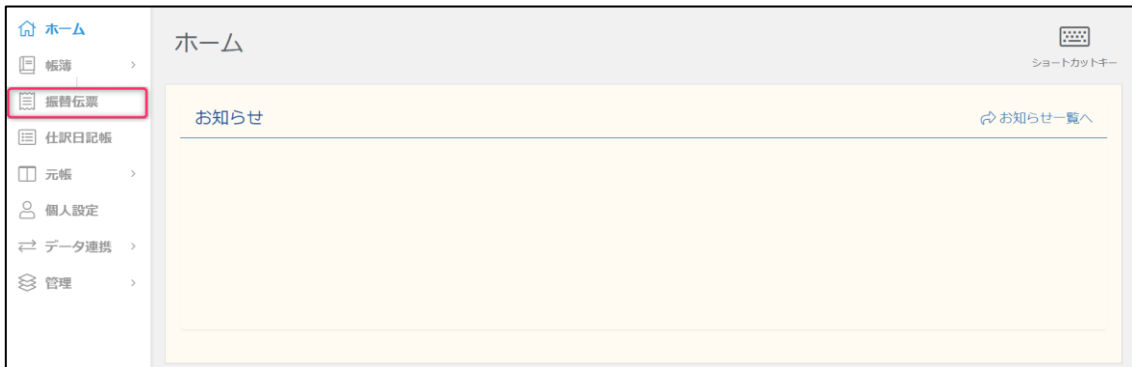 ホーム
帳簿
振替伝票
仕訳日記帳
元帳
個人設定
データ連携
管理
ホーム
ショートカットキー
お知らせ
お知らせ一覧へ